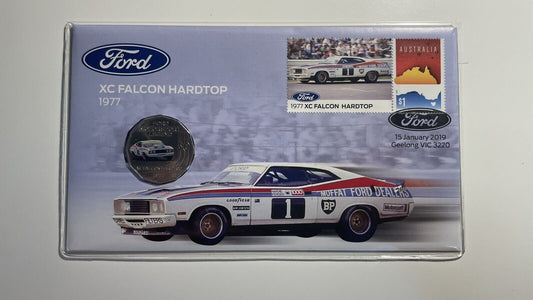 Ford
XC FALCON HARDTOP
1977
1
Ford
1977 XC FALCON HARDTOP
AUSTRALIA
$1
Ford
15 January 2019
Geelong VIC 3220
GOODYEAR
1
MOFFAT FORD DEALERS
BP